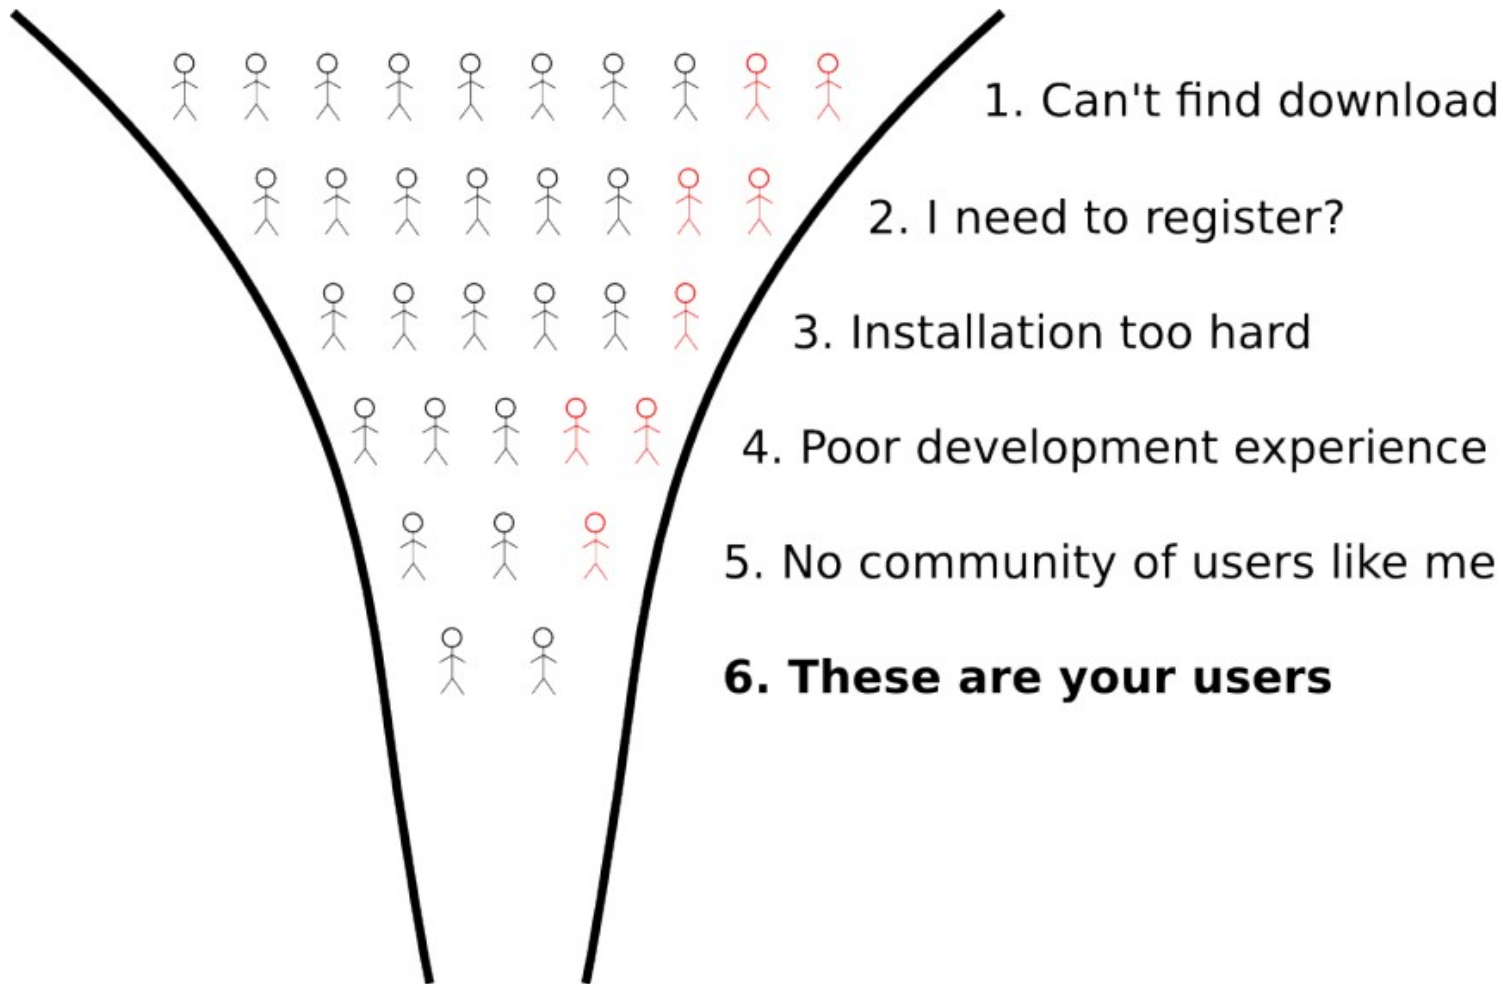 1. Can't find download
2. I need to register?
3. Installation too hard
4. Poor development experience
5. No community of users like me
6. These are your users